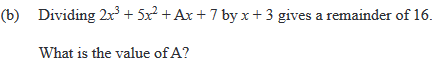 (b) Dividing 2x³ + 5x² + Ax + 7 by x + 3 gives a remainder of 16.
What is the value of A?